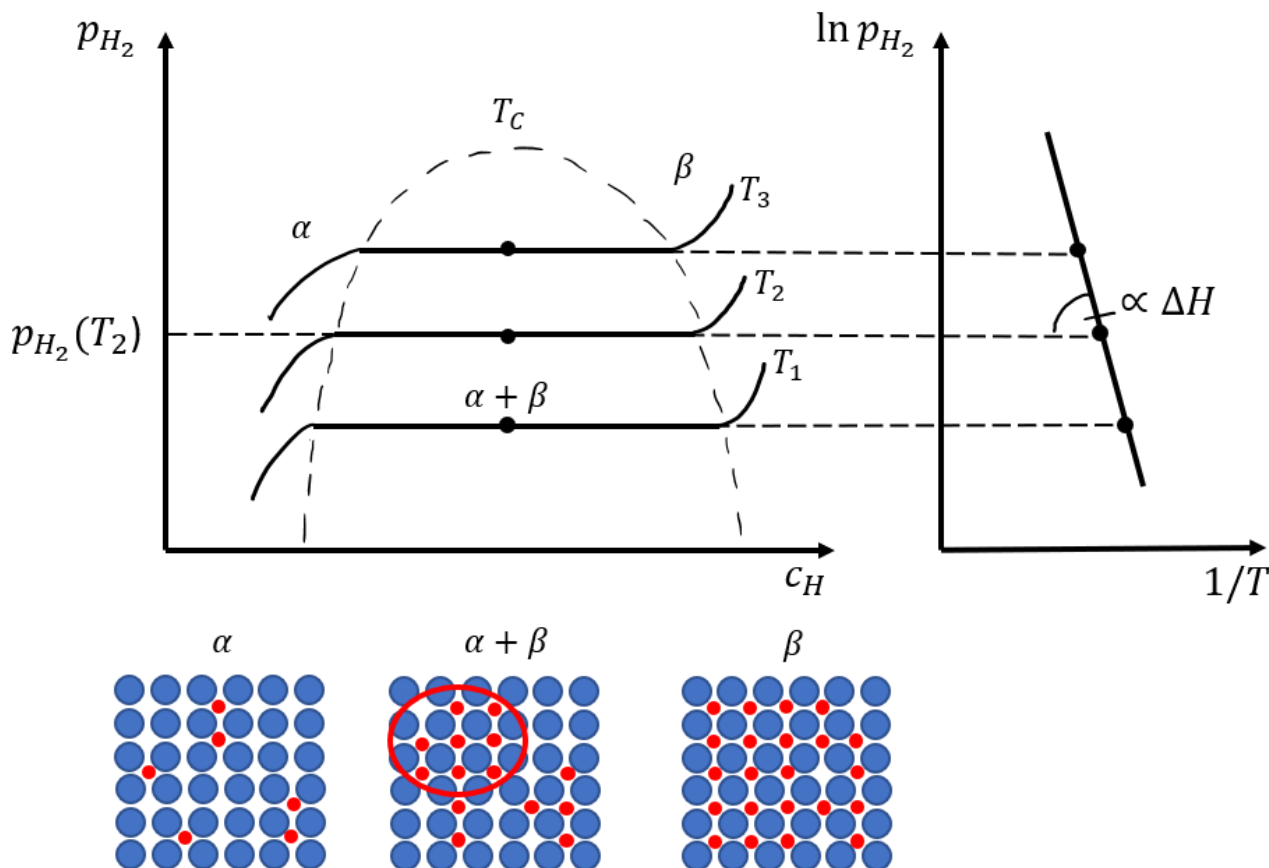 p_{H_2}
ln p_{H_2}
T_C
β
T_3
α
T_2
∝ ΔH
p_{H_2}(T_2)
T_1
α + β
c_H
1/T
α
α + β
β